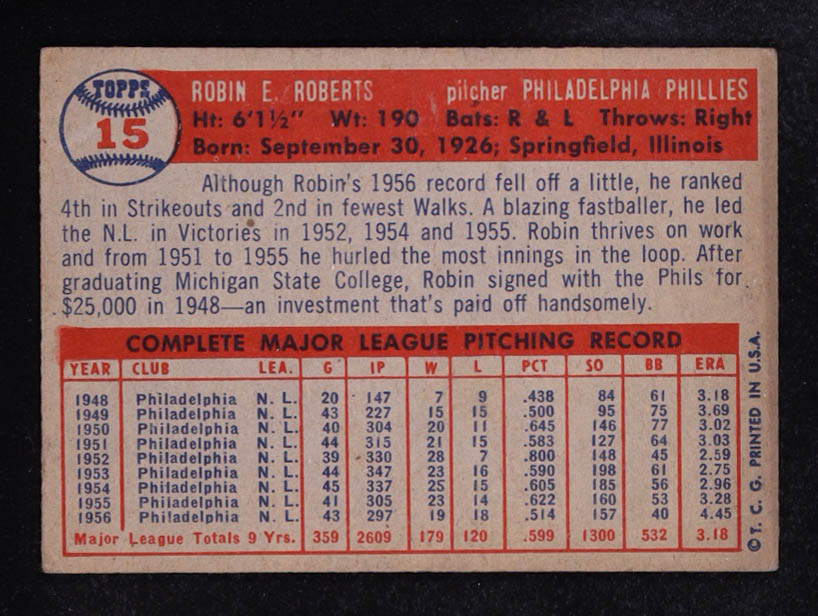 TOPPS
15
ROBIN E. ROBERTS pitcher PHILADELPHIA PHILLIES
Ht: 6'1½" Wt: 190 Bats: R & L Throws: Right
Born: September 30, 1926; Springfield, Illinois
Although Robin's 1956 record fell off a little, he ranked
4th in Strikeouts and 2nd in fewest Walks. A blazing fastballer, he led
the N.L. in Victories in 1952, 1954 and 1955. Robin thrives on work
and from 1951 to 1955 he hurled the most innings in the loop. After
graduating Michigan State College, Robin signed with the Phils for
$25,000 in 1948—an investment that's paid off handsomely.
COMPLETE MAJOR LEAGUE PITCHING RECORD
YEAR CLUB LEA. G IP W L PCT SO BB ERA
1948 Philadelphia N. L. 20 147 7 9 .438 84 61 3.18
1949 Philadelphia N. L. 43 227 15 15 .500 95 75 3.69
1950 Philadelphia N. L. 40 304 20 11 .645 146 77 3.02
1951 Philadelphia N. L. 44 315 21 15 .583 127 64 3.03
1952 Philadelphia N. L. 39 330 28 7 .800 148 45 2.59
1953 Philadelphia N. L. 44 347 23 16 .590 198 61 2.75
1954 Philadelphia N. L. 45 337 25 15 .605 185 56 2.96
1955 Philadelphia N. L. 41 305 23 14 .622 160 53 3.28
1956 Philadelphia N. L. 43 297 19 18 .514 157 40 4.45
Major League Totals 9 Yrs. 359 2609 179 120 .599 1300 532 3.18
© T. C. G. PRINTED IN U.S.A.